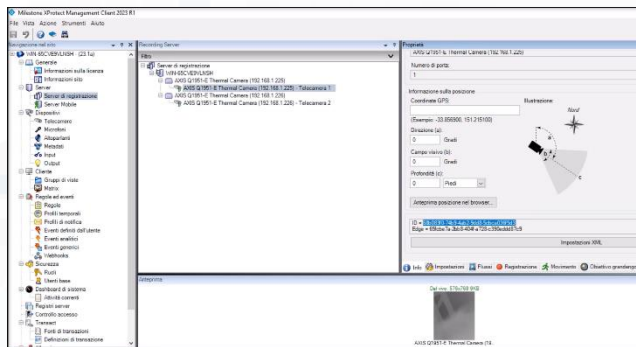 Milestone XProtect Management Client 2023 R1
File Vista Azione Strumenti Aiuto
Navigazione nel sito
WIN-65CVE9VLNSH
Generale
Informazioni sulla licenza
Informazioni sito
Server
Server di registrazione
Server Mobile
Dispositivi
Telecamere
Microfoni
Altoparlanti
Metadati
Input
Output
Cliente
Gruppi di viste
Matrix
Regole ed eventi
Regole
Profili temporali
Profili di notifica
Eventi definiti dall'utente
Eventi analitici
Eventi generici
Webhooks
Sicurezza
Ruoli
Utenti base
Dashboard di sistema
Attività correnti
Registri server
Controllo accesso
Transact
Fonti di transazioni
Definizioni di transazione
Recording Server
Filtro
Server di registrazione
WIN-65CVE9VLNSH
AXIS Q1951-E Thermal Camera (192.168.1.225)
AXIS Q1951-E Thermal Camera (192.168.1.225) - Telecamera 1
AXIS Q1951-E Thermal Camera (192.168.1.226)
AXIS Q1951-E Thermal Camera (192.168.1.226) - Telecamera 2
Proprietà
AXIS Q1951-E Thermal Camera (192.168.1.225)
Numero di porta:
1
Informazione sulla posizione
Coordinate GPS:
Illustrazione:
Nord
(Esempio: -33.856900, 151.215100)
Direzione (a):
0 Gradi
Campo visivo (b):
0 Gradi
Profondità (c):
0 Piedi
a
b
c
Anteprima posizione nel browser...
ID =
Impostazioni XML
Info Impostazioni Flussi Registrazione Movimento Obiettivo grandango
Anteprima
AXIS Q1951-E Thermal Camera (19...